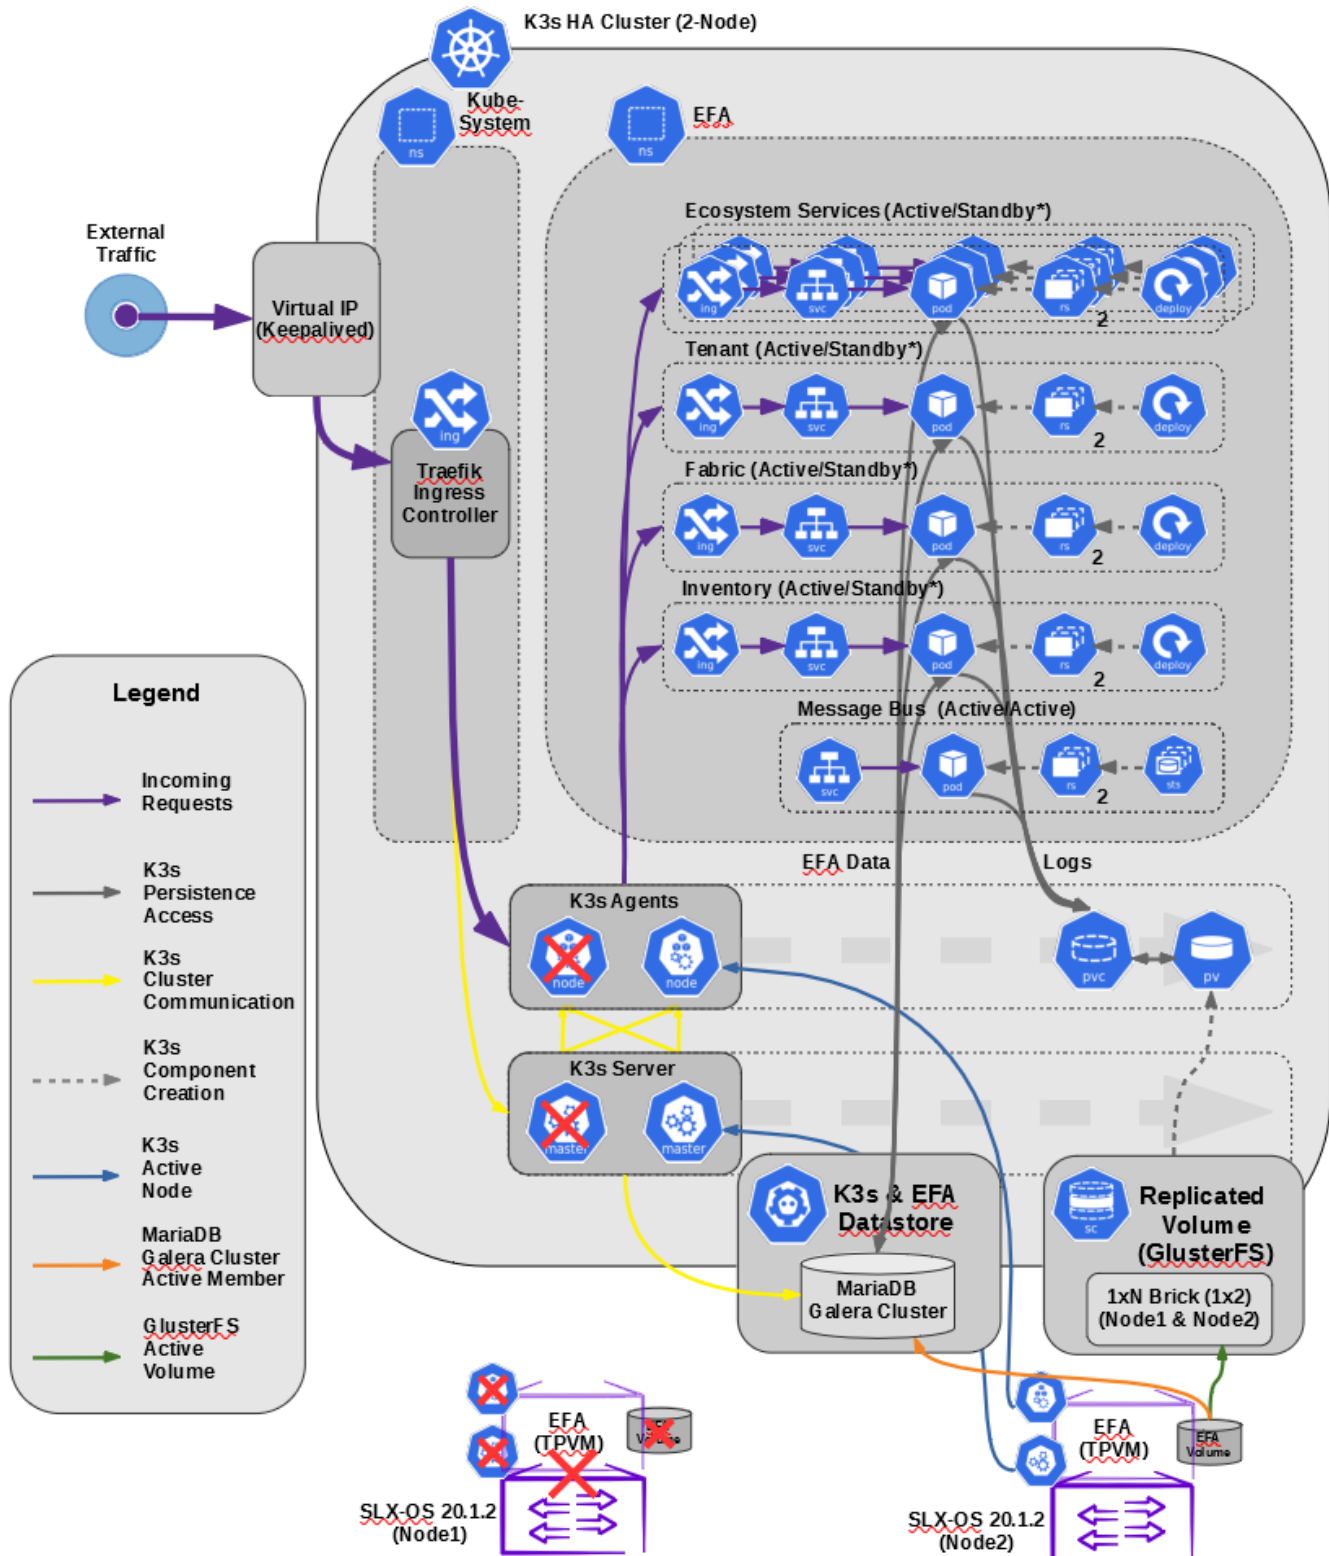 K3s HA Cluster (2-Node)
Kube-
System
ns
EFA
ns
External
Traffic
Virtual IP
(Keepalived)
ing
Traefik
Ingress
Controller
Ecosystem Services (Active/Standby*)
ing
svc
pod
rs
2
deploy
Tenant (Active/Standby*)
ing
svc
pod
rs
2
deploy
Fabric (Active/Standby*)
ing
svc
pod
rs
2
deploy
Inventory (Active/Standby*)
ing
svc
pod
rs
2
deploy
Message Bus (Active/Active)
svc
pod
rs
2
sts
EFA Data
Logs
K3s Agents
node
node
pvc
pv
K3s Server
master
master
K3s & EFA
Datastore
MariaDB
Galera Cluster
sc
Replicated
Volume
(GlusterFS)
1xN Brick (1x2)
(Node1 & Node2)
Legend
Incoming
Requests
K3s
Persistence
Access
K3s
Cluster
Communication
K3s
Component
Creation
K3s
Active
Node
MariaDB
Galera Cluster
Active Member
GlusterFS
Active
Volume
EFA
(TPVM)
EFA
Volume
SLX-OS 20.1.2
(Node1)
EFA
(TPVM)
EFA
Volume
SLX-OS 20.1.2
(Node2)